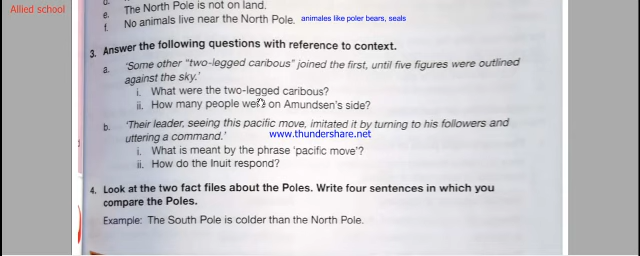 Allied school
d. The North Pole is not on land.
e. No animals live near the North Pole. animales like poler bears, seals
f.
3. Answer the following questions with reference to context.
a. 'Some other "two-legged caribous" joined the first, until five figures were outlined
against the sky.'
i. What were the two-legged caribous?
ii. How many people were on Amundsen's side?
b. 'Their leader, seeing this pacific move, imitated it by turning to his followers and
uttering a command.'
www.thundershare.net
i. What is meant by the phrase 'pacific move'?
ii. How do the Inuit respond?
4. Look at the two fact files about the Poles. Write four sentences in which you
compare the Poles.
Example: The South Pole is colder than the North Pole.